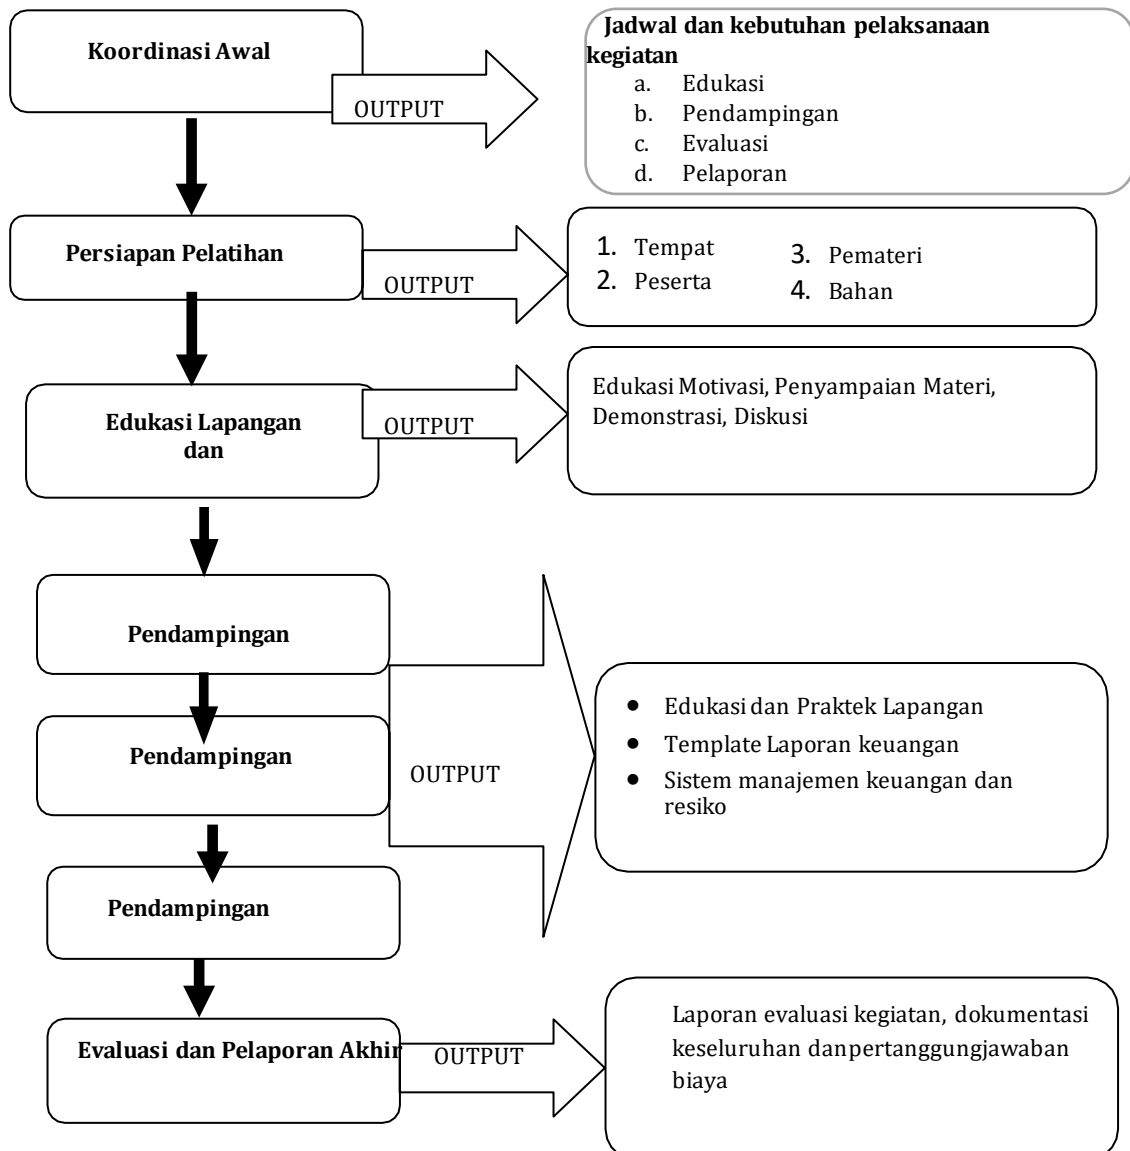 Koordinasi Awal
OUTPUT
Jadwal dan kebutuhan pelaksanaan
kegiatan
a. Edukasi
b. Pendampingan
c. Evaluasi
d. Pelaporan
Persiapan Pelatihan
OUTPUT
1. Tempat
2. Peserta
3. Pemateri
4. Bahan
Edukasi Lapangan
dan
OUTPUT
Edukasi Motivasi, Penyampaian Materi,
Demonstrasi, Diskusi
Pendampingan
Pendampingan
Pendampingan
OUTPUT
• Edukasi dan Praktek Lapangan
• Template Laporan keuangan
• Sistem manajemen keuangan dan
resiko
Evaluasi dan Pelaporan Akhir
OUTPUT
Laporan evaluasi kegiatan, dokumentasi
keseluruhan danpertanggungjawaban
biaya